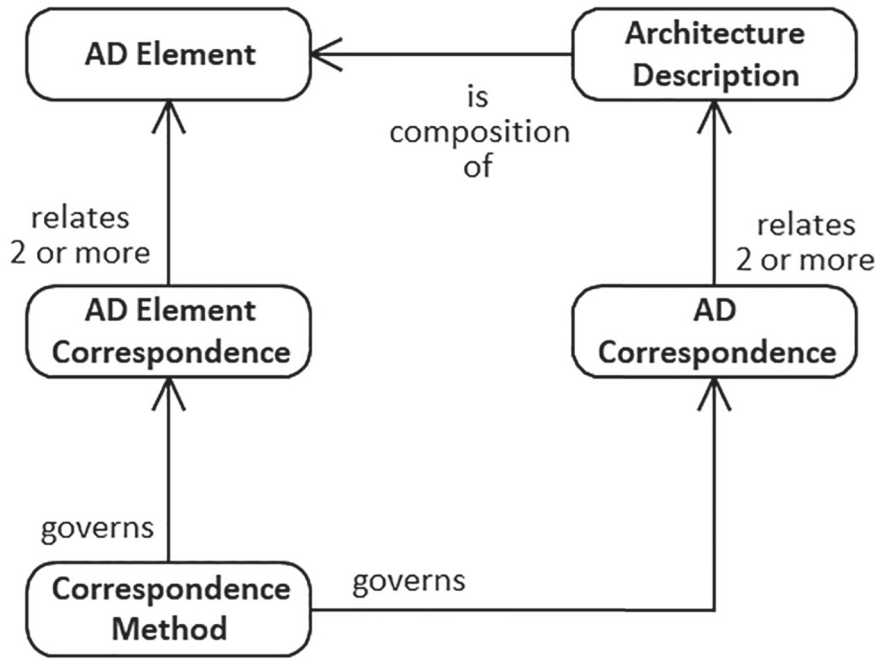 AD Element
Architecture
Description
is
composition
of
relates
2 or more
relates
2 or more
AD Element
Correspondence
AD
Correspondence
governs
Correspondence
Method
governs